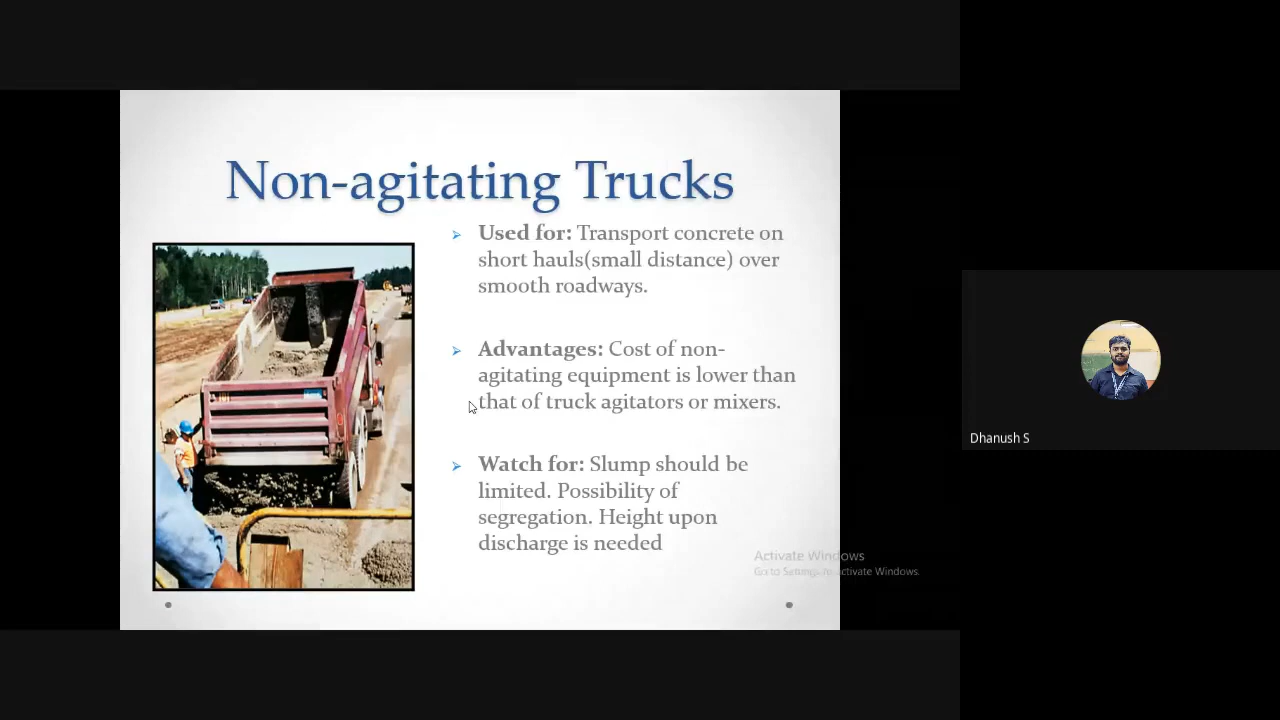 Non-agitating Trucks
Used for: Transport concrete on
short hauls(small distance) over
smooth roadways.
Advantages: Cost of non-
agitating equipment is lower than
that of truck agitators or mixers.
Watch for: Slump should be
limited. Possibility of
segregation. Height upon
discharge is needed
Activate Windows
Go to Settings to activate Windows.
Dhanush S